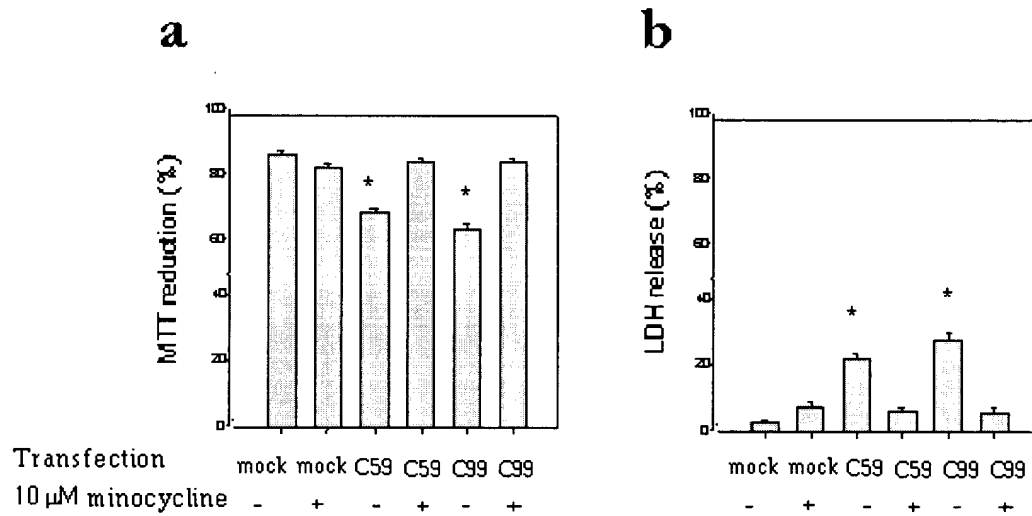 a
b
MTT reduction (%)
100
80
60
40
20
0
*
*
LDH release (%)
100
80
60
40
20
0
*
*
Transfection mock mock C59 C59 C99 C99 mock mock C59 C59 C99 C99
10 µM minocycline - + - + - + - + - + - +